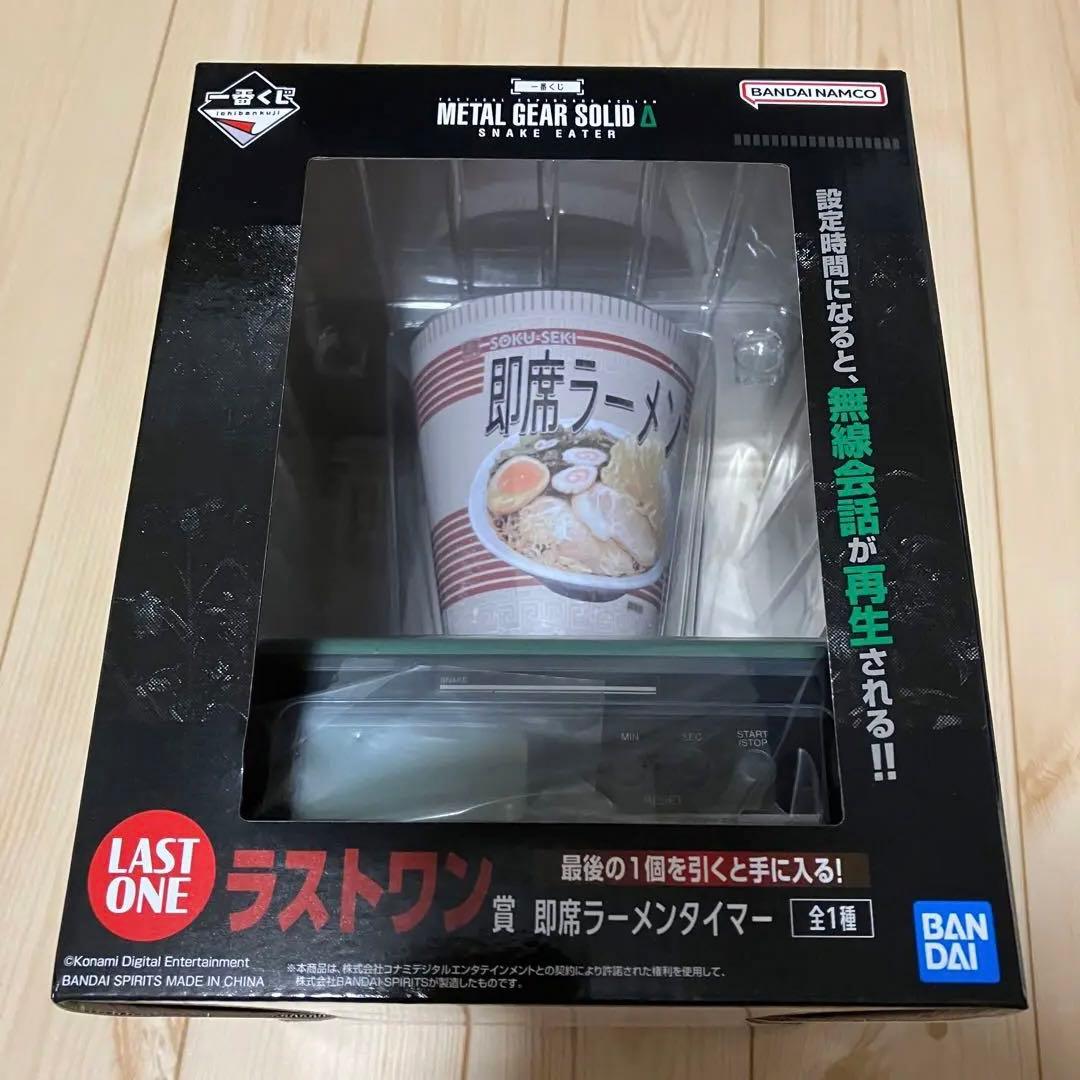 一番くじ
ichibankuji
一番くじ
TACTICAL ESPIONAGE ACTION
METAL GEAR SOLID Δ
SNAKE EATER
BANDAI NAMCO
設定時間になると、無線会話が再生される!!
SOKU-SEKI
即席ラーメン
SNAKE
MIN
SEC
START
/STOP
RESET
LAST
ONE
ラストワン賞
最後の1個を引くと手に入る!
即席ラーメンタイマー
全1種
BAN
DAI
©Konami Digital Entertainment
BANDAI SPIRITS MADE IN CHINA
※本商品は、株式会社コナミデジタルエンタテインメントとの契約により許諾された権利を使用して、
株式会社BANDAI SPIRITSが製造したものです。